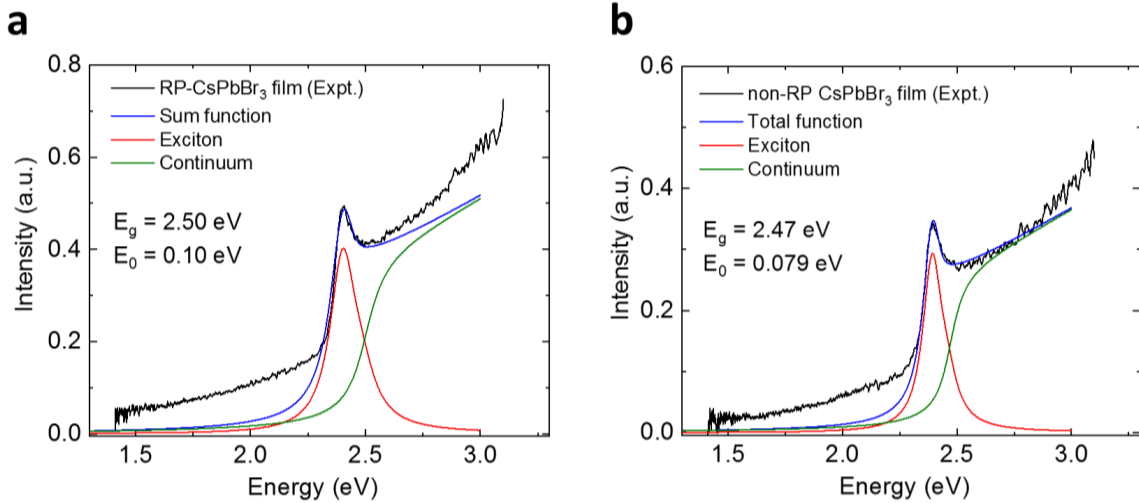 a
0.8
0.6
0.4
0.2
0.0
Intensity (a.u.)
RP-CsPbBr₃ film (Expt.)
Sum function
Exciton
Continuum
E_g = 2.50 eV
E₀ = 0.10 eV
1.5
2.0
2.5
3.0
Energy (eV)
b
0.6
0.4
0.2
0.0
Intensity (a.u.)
non-RP CsPbBr₃ film (Expt.)
Total function
Exciton
Continuum
E_g = 2.47 eV
E₀ = 0.079 eV
1.5
2.0
2.5
3.0
Energy (eV)